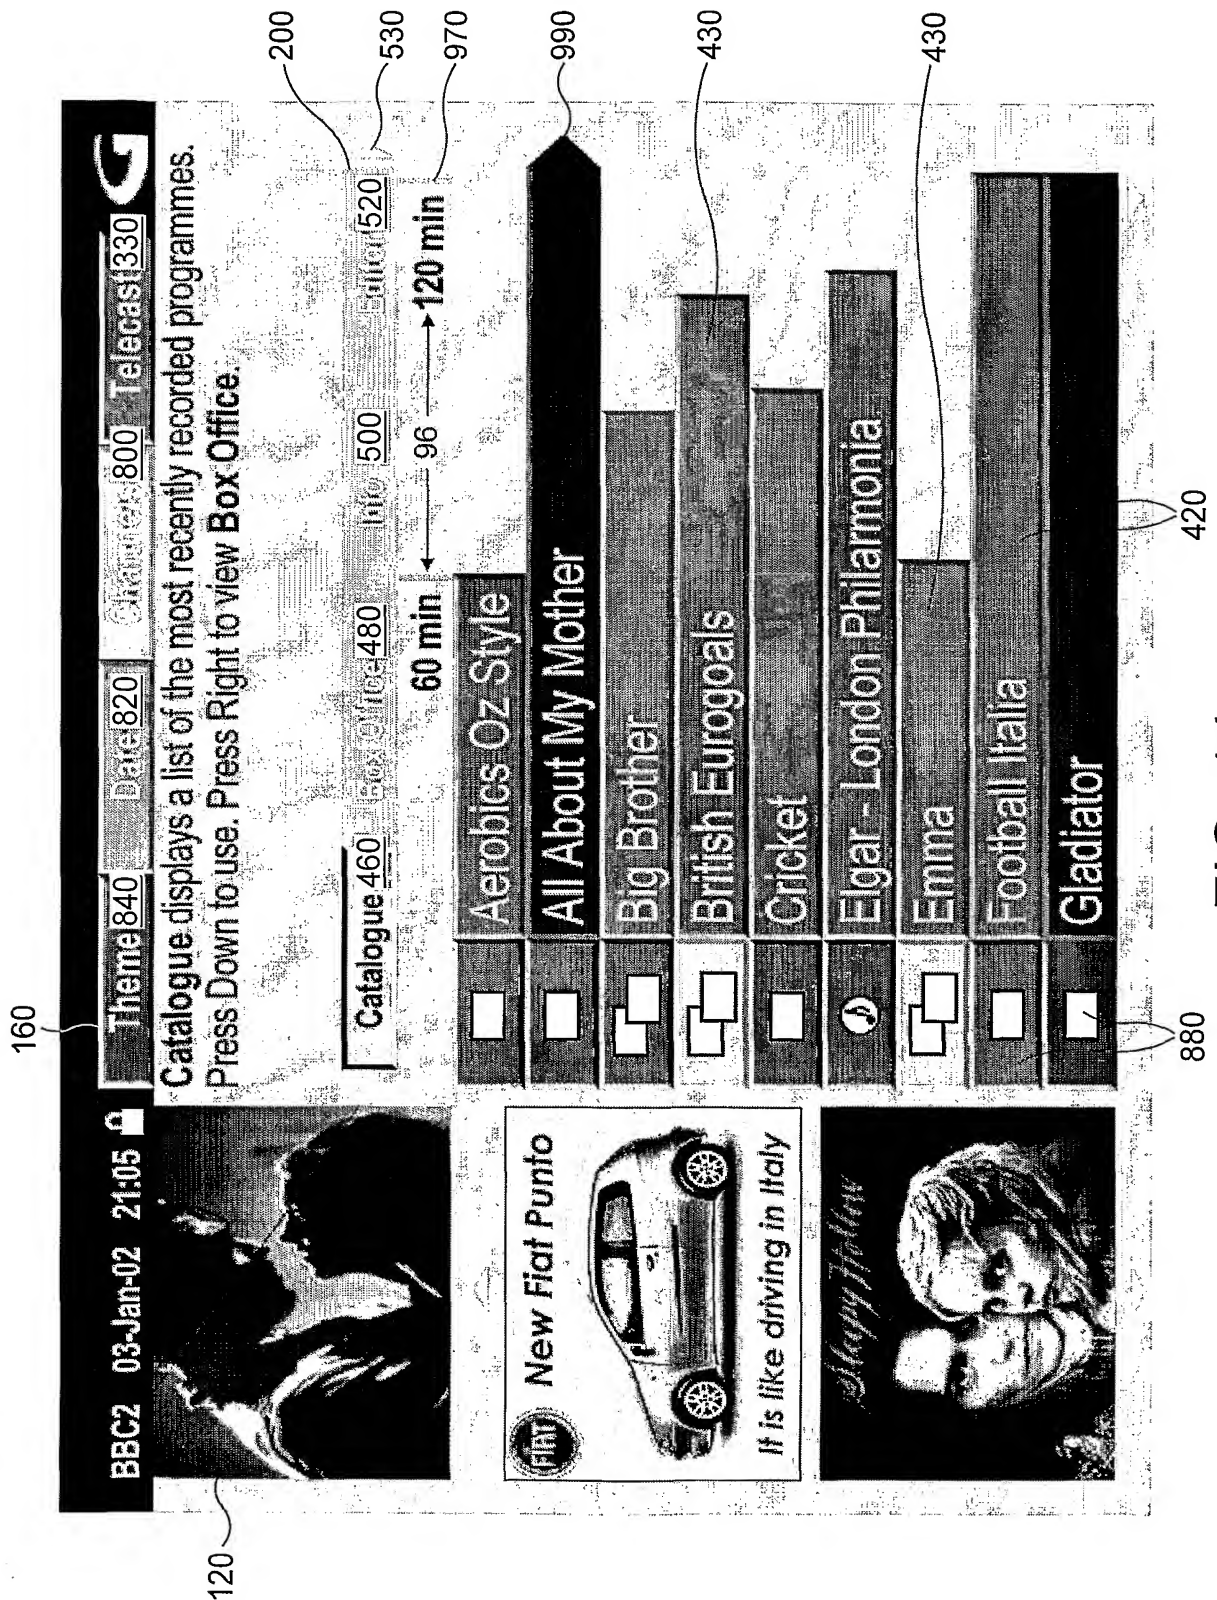 160
120
BBC2 03-Jan-02 21:05
Theme 840 Date 820 Channels 800 Telecast 330
Catalogue displays a list of the most recently recorded programmes.
Press Down to use. Press Right to view Box Office.
Catalogue 460 Box Office 480 Info 500 Editor 520
200
530
970
990
430
430
60 min 96 120 min
Aerobics Oz Style
All About My Mother
Big Brother
British Eurogoals
Cricket
Elgar - London Philarmonia
Emma
Football Italia
Gladiator
880
420
FIAT New Fiat Punto
It is like driving in Italy
Sleepy Hollow